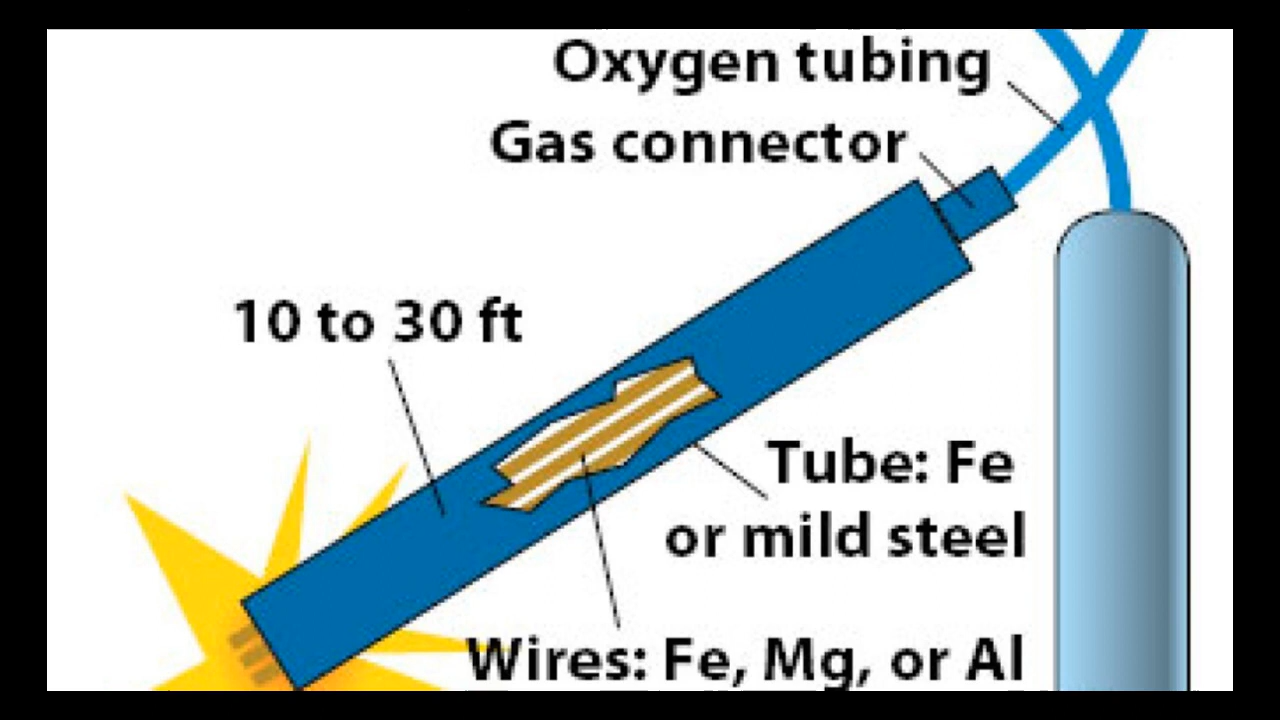 Oxygen tubing
Gas connector
10 to 30 ft
Tube: Fe
or mild steel
Wires: Fe, Mg, or Al